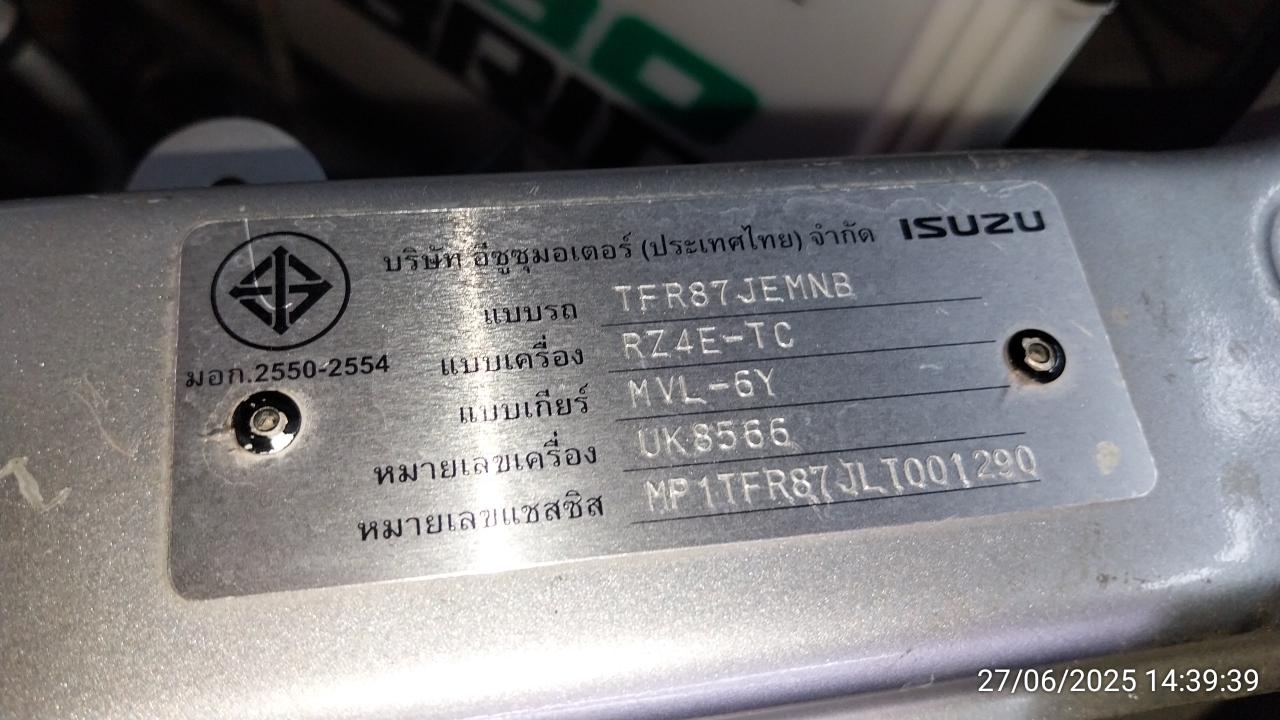 บริษัท อีซูซุมอเตอร์ (ประเทศไทย) จำกัด ISUZU
มอก.2550-2554
แบบรถ TFR87JEMNB
แบบเครื่อง RZ4E-TC
แบบเกียร์ MVL-6Y
หมายเลขเครื่อง UK8566
หมายเลขแชสซิส MP1TFR87JLT001290
27/06/2025 14:39:39